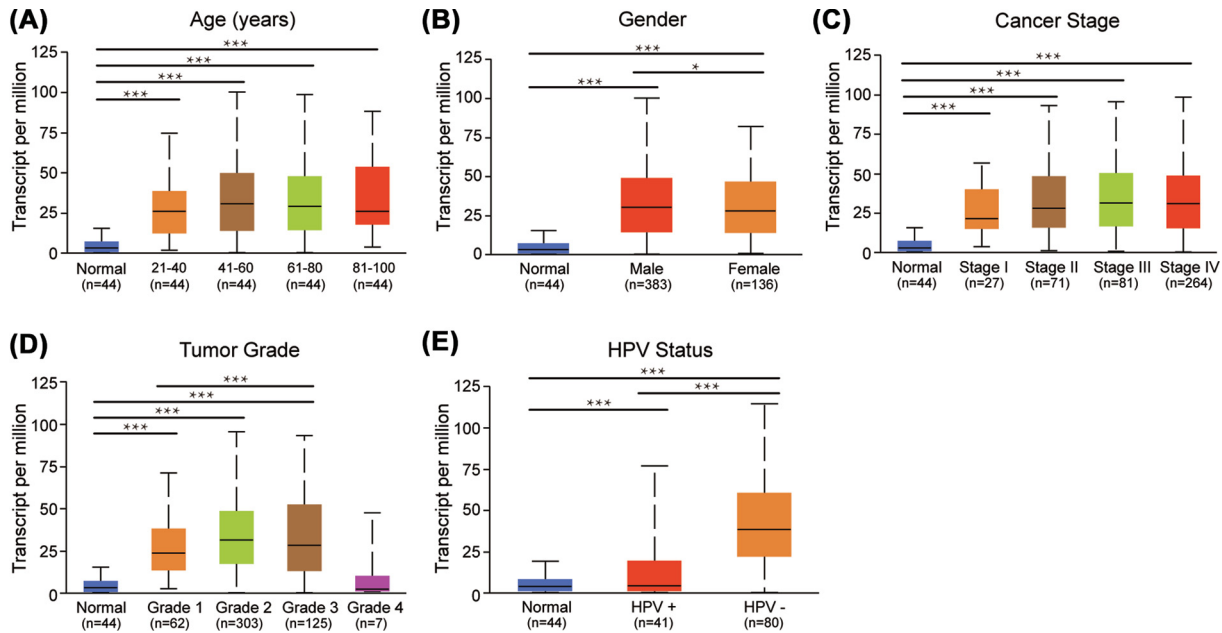 (A)
Age (years)
Transcript per million
125
100
75
50
25
0
***
***
***
***
Normal
(n=44)
21-40
(n=44)
41-60
(n=44)
61-80
(n=44)
81-100
(n=44)
(B)
Gender
Transcript per million
125
100
75
50
25
0
***
*
***
Normal
(n=44)
Male
(n=383)
Female
(n=136)
(C)
Cancer Stage
Transcript per million
125
100
75
50
25
0
***
***
***
***
Normal
(n=44)
Stage I
(n=27)
Stage II
(n=71)
Stage III
(n=81)
Stage IV
(n=264)
(D)
Tumor Grade
Transcript per million
125
100
75
50
25
0
***
***
***
***
Normal
(n=44)
Grade 1
(n=62)
Grade 2
(n=303)
Grade 3
(n=125)
Grade 4
(n=7)
(E)
HPV Status
Transcript per million
125
100
75
50
25
0
***
***
***
Normal
(n=44)
HPV +
(n=41)
HPV -
(n=80)